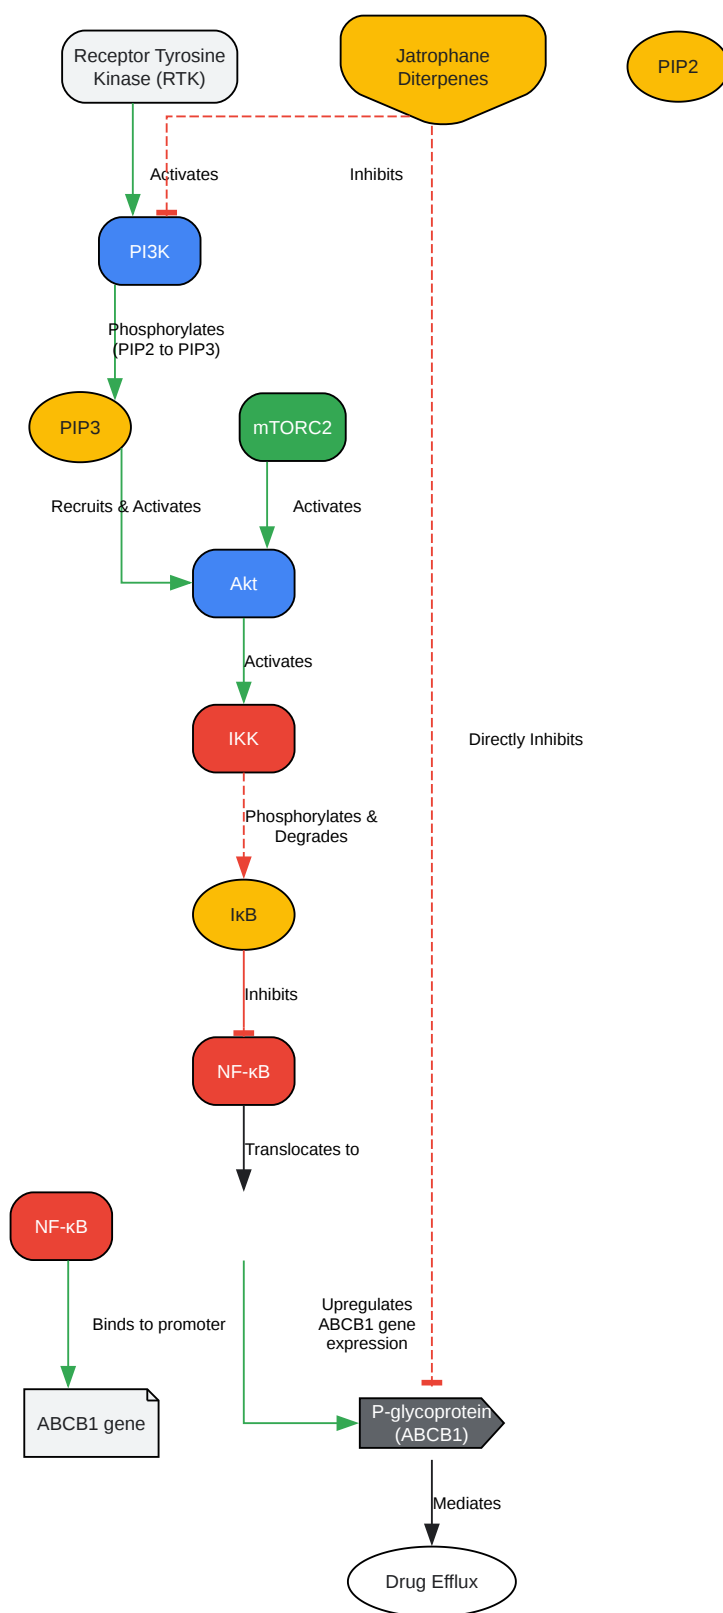 Receptor Tyrosine
Kinase (RTK)
Jatrophane
Diterpenes
PIP2
Activates
Inhibits
PI3K
Phosphorylates
(PIP2 to PIP3)
PIP3
mTORC2
Recruits & Activates
Activates
Akt
Activates
IKK
Directly Inhibits
Phosphorylates &
Degrades
IκB
Inhibits
NF-κB
Translocates to
NF-κB
Binds to promoter
Upregulates
ABCB1 gene
expression
ABCB1 gene
P-glycoprotein
(ABCB1)
Mediates
Drug Efflux